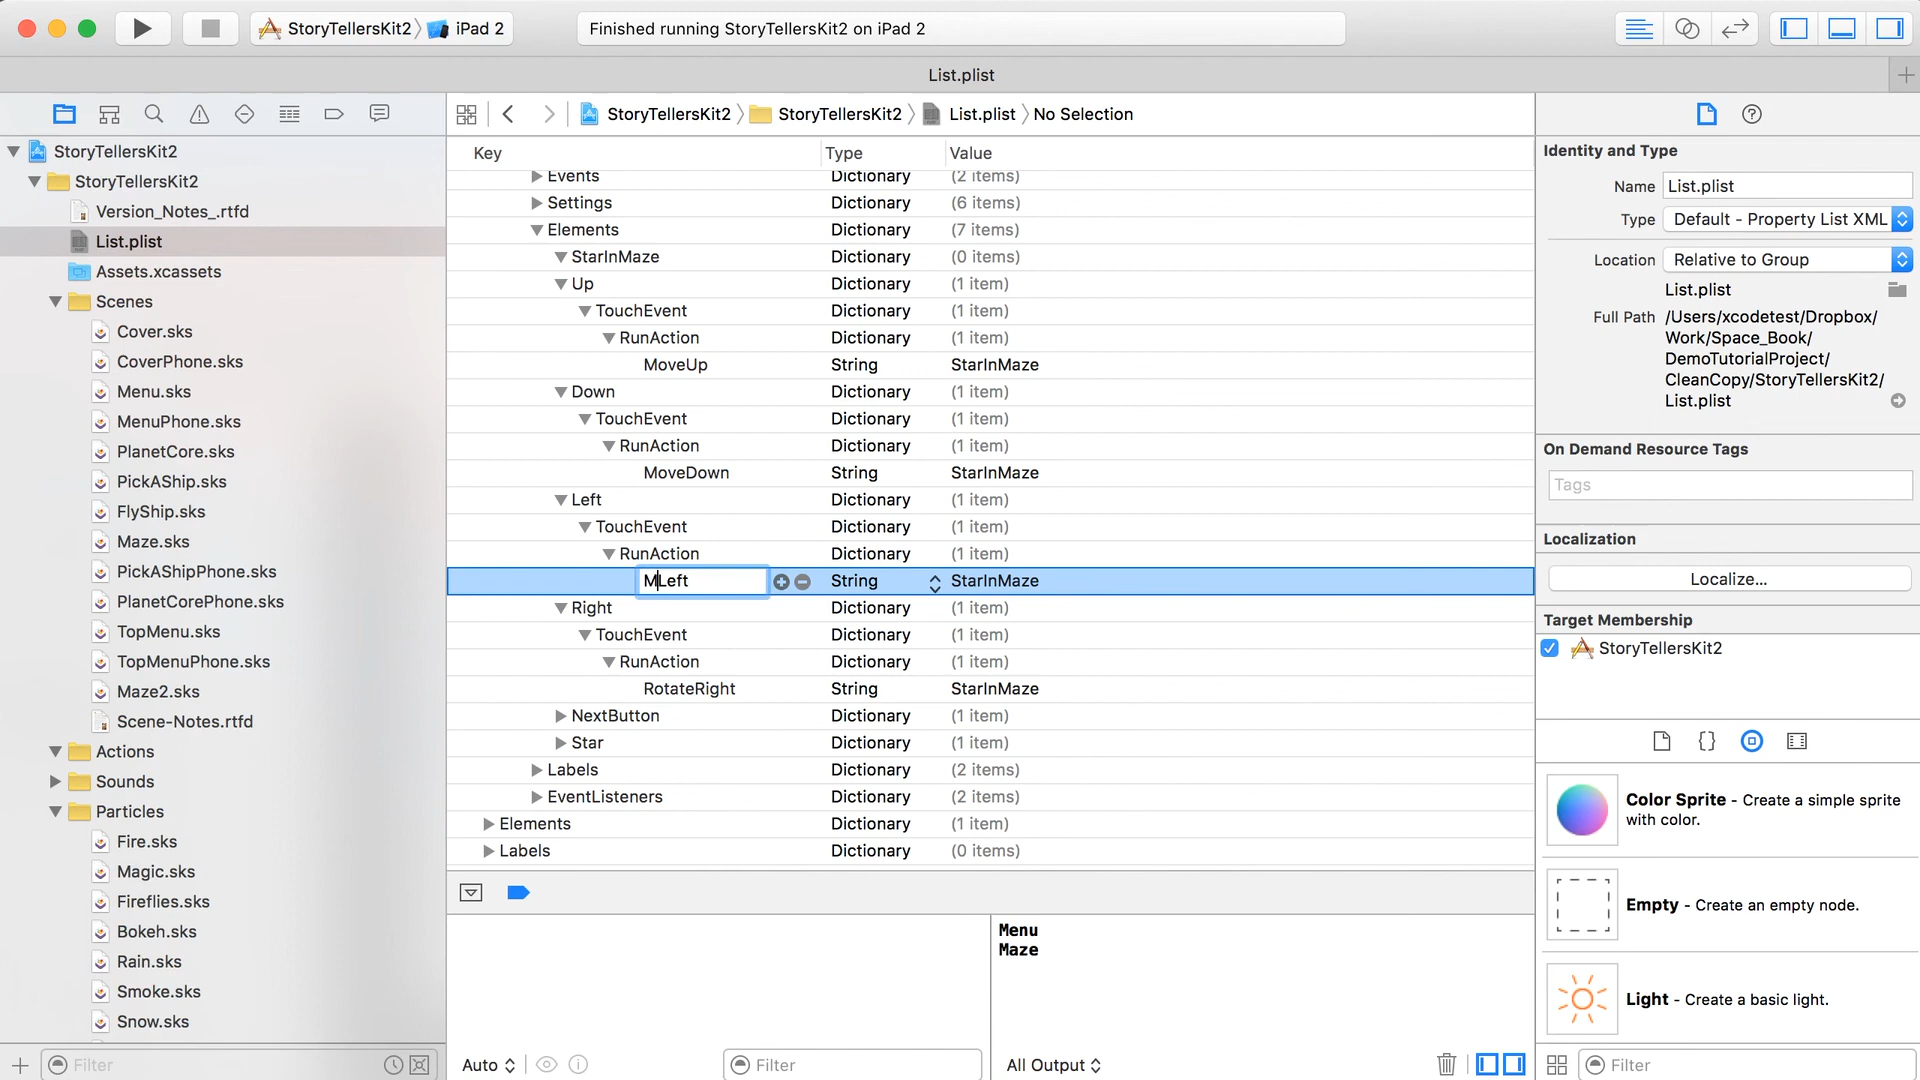 StoryTellersKit2 iPad 2
Finished running StoryTellersKit2 on iPad 2
List.plist
StoryTellersKit2 StoryTellersKit2 List.plist No Selection
StoryTellersKit2
StoryTellersKit2
Version_Notes_.rtfd
List.plist
Assets.xcassets
Scenes
Cover.sks
CoverPhone.sks
Menu.sks
MenuPhone.sks
PlanetCore.sks
PickAShip.sks
FlyShip.sks
Maze.sks
PickAShipPhone.sks
PlanetCorePhone.sks
TopMenu.sks
TopMenuPhone.sks
Maze2.sks
Scene-Notes.rtfd
Actions
Sounds
Particles
Fire.sks
Magic.sks
Fireflies.sks
Bokeh.sks
Rain.sks
Smoke.sks
Snow.sks
Filter
Key Type Value
Events Dictionary (2 items)
Settings Dictionary (6 items)
Elements Dictionary (7 items)
StarInMaze Dictionary (0 items)
Up Dictionary (1 item)
TouchEvent Dictionary (1 item)
RunAction Dictionary (1 item)
MoveUp String StarInMaze
Down Dictionary (1 item)
TouchEvent Dictionary (1 item)
RunAction Dictionary (1 item)
MoveDown String StarInMaze
Left Dictionary (1 item)
TouchEvent Dictionary (1 item)
RunAction Dictionary (1 item)
MLeft String StarInMaze
Right Dictionary (1 item)
TouchEvent Dictionary (1 item)
RunAction Dictionary (1 item)
RotateRight String StarInMaze
NextButton Dictionary (1 item)
Star Dictionary (1 item)
Labels Dictionary (2 items)
EventListeners Dictionary (2 items)
Elements Dictionary (1 item)
Labels Dictionary (0 items)
Menu
Maze
Auto Filter
All Output
Identity and Type
Name List.plist
Type Default - Property List XML
Location Relative to Group
List.plist
Full Path /Users/xcodetest/Dropbox/
Work/Space_Book/
DemoTutorialProject/
CleanCopy/StoryTellersKit2/
List.plist
On Demand Resource Tags
Tags
Localization
Localize...
Target Membership
StoryTellersKit2
{}
Color Sprite - Create a simple sprite
with color.
Empty - Create an empty node.
Light - Create a basic light.
Filter